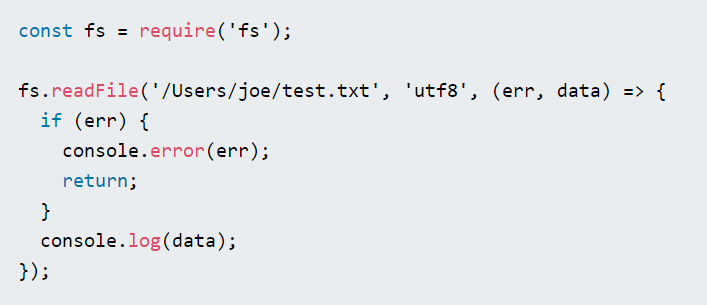 const fs = require('fs');

fs.readFile('/Users/joe/test.txt', 'utf8', (err, data) => {
  if (err) {
    console.error(err);
    return;
  }
  console.log(data);
});